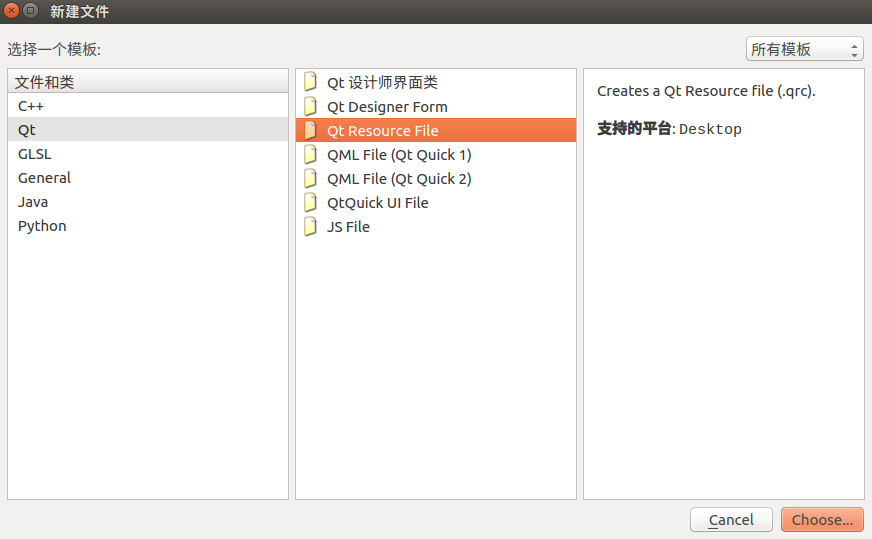 新建文件
选择一个模板:
所有模板
文件和类
C++
Qt
GLSL
General
Java
Python
Qt 设计师界面类
Qt Designer Form
Qt Resource File
QML File (Qt Quick 1)
QML File (Qt Quick 2)
QtQuick UI File
JS File
Creates a Qt Resource file (.qrc).
支持的平台: Desktop
Cancel
Choose...